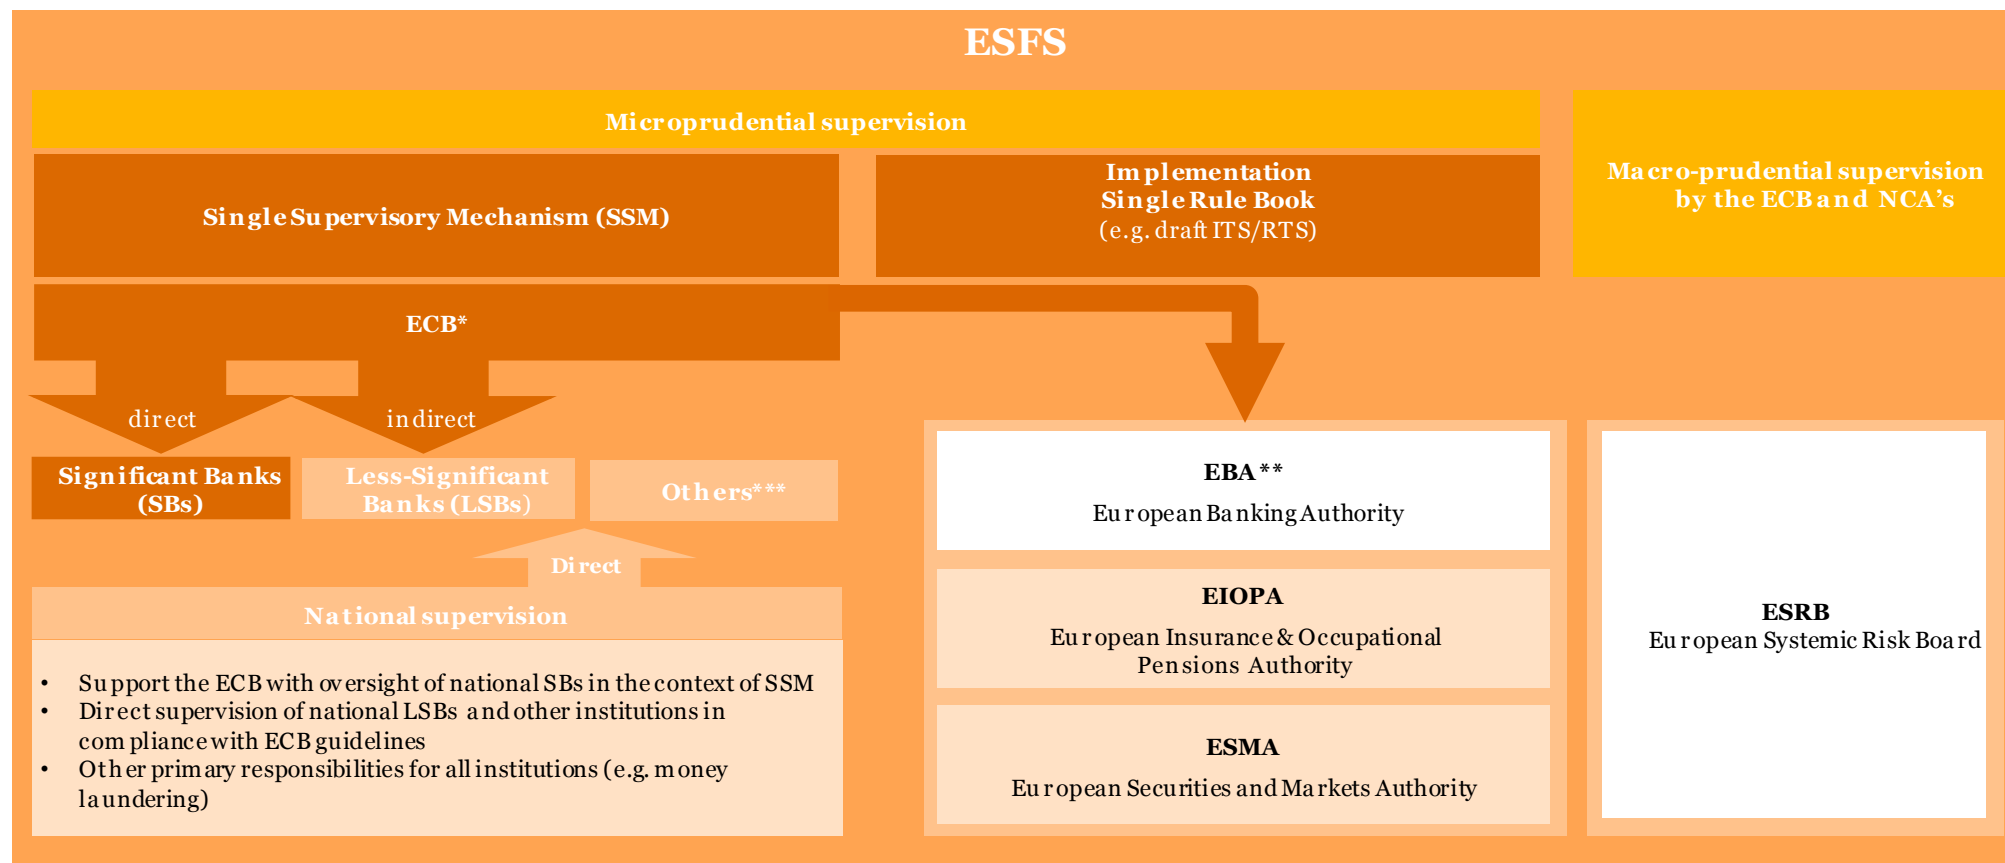 ESFS
Microprudential supervision
Single Supervisory Mechanism (SSM)
Implementation
Single Rule Book
(e.g. draft ITS/RTS)
Macro-prudential supervision
by the ECB and NCA’s
ECB*
direct
indirect
Significant Banks
(SBs)
Less-Significant
Banks (LSBs)
Others***
Direct
National supervision
• Support the ECB with oversight of national SBs in the context of SSM
• Direct supervision of national LSBs and other institutions in
compliance with ECB guidelines
• Other primary responsibilities for all institutions (e.g. money
laundering)
EBA**
European Banking Authority
EIOPA
European Insurance & Occupational
Pensions Authority
ESMA
European Securities and Markets Authority
ESRB
European Systemic Risk Board